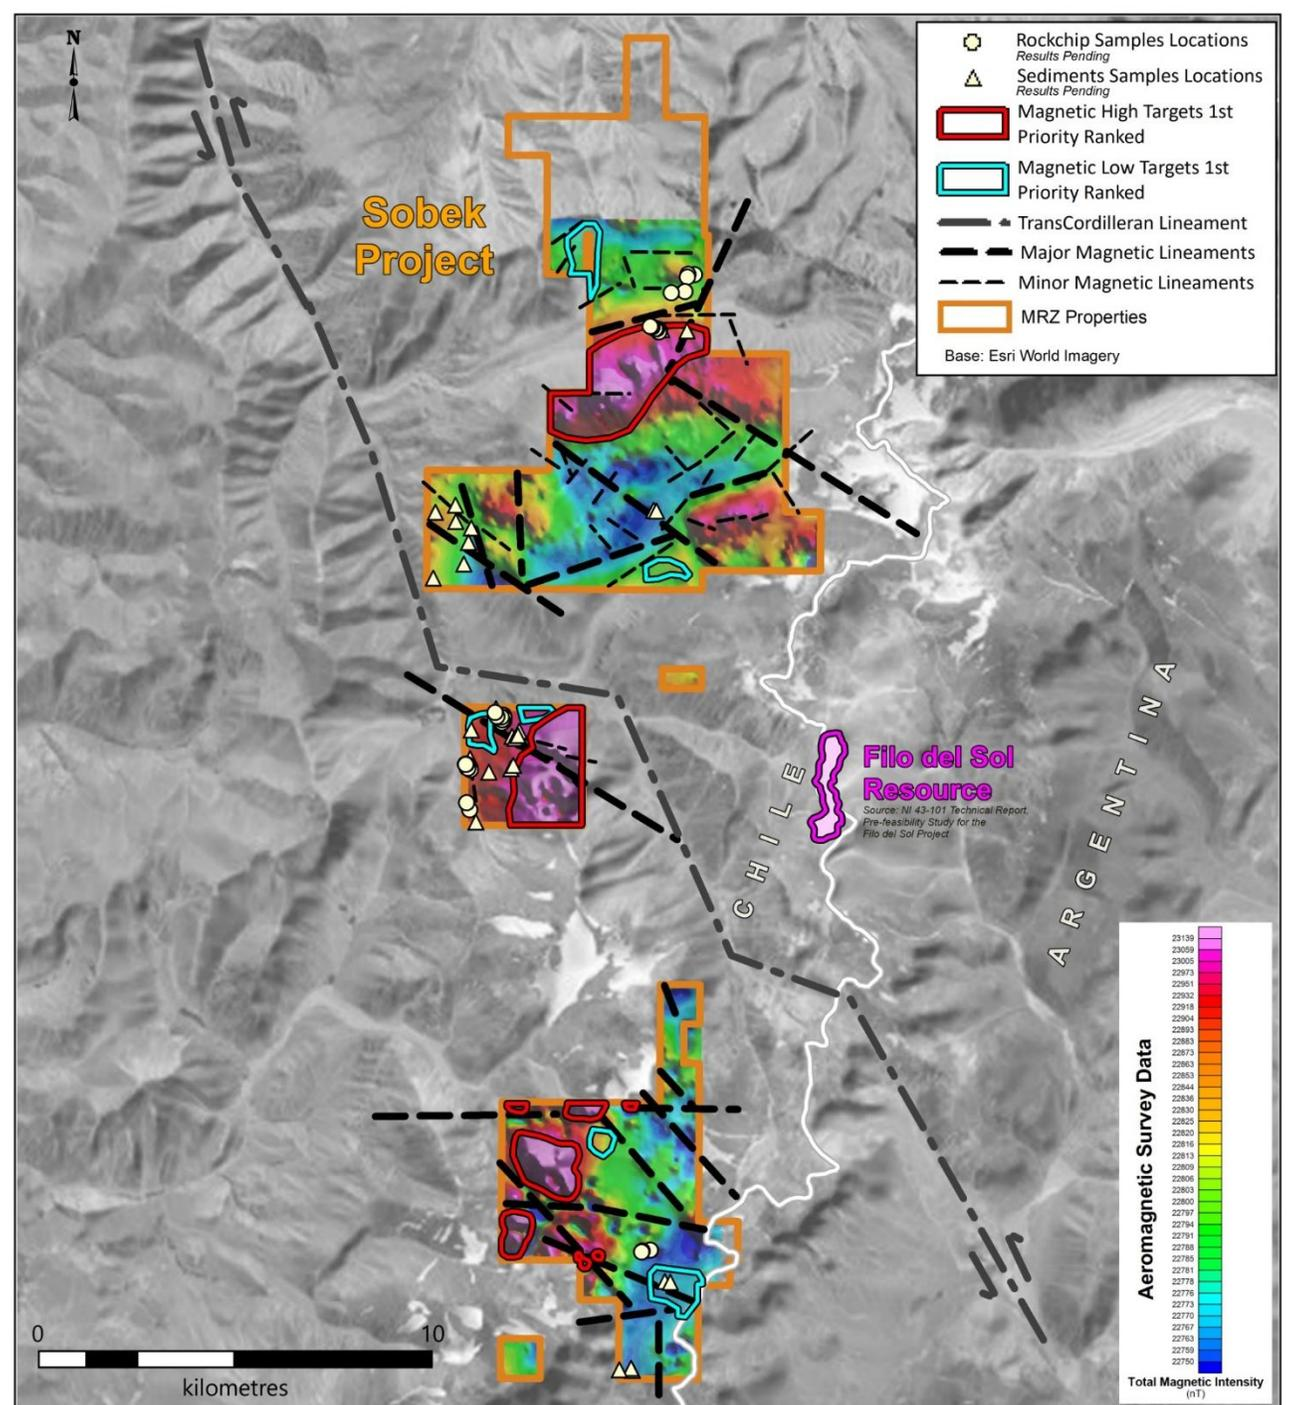 N
Rockchip Samples Locations
Results Pending
Sediments Samples Locations
Results Pending
Magnetic High Targets 1st
Priority Ranked
Magnetic Low Targets 1st
Priority Ranked
TransCordilleran Lineament
Major Magnetic Lineaments
Minor Magnetic Lineaments
MRZ Properties
Base: Esri World Imagery
Sobek
Project
Filo del Sol
Resource
Source: NI 43-101 Technical Report,
Pre-feasibility Study for the
Filo del Sol Project
CHILE
ARGENTINA
Aeromagnetic Survey Data
23139
23059
23005
22973
22951
22932
22918
22904
22893
22883
22873
22863
22853
22844
22836
22830
22825
22820
22816
22813
22809
22806
22803
22800
22797
22794
22791
22788
22785
22781
22778
22776
22773
22770
22767
22763
22759
22750
Total Magnetic Intensity
(nT)
0 10
kilometres